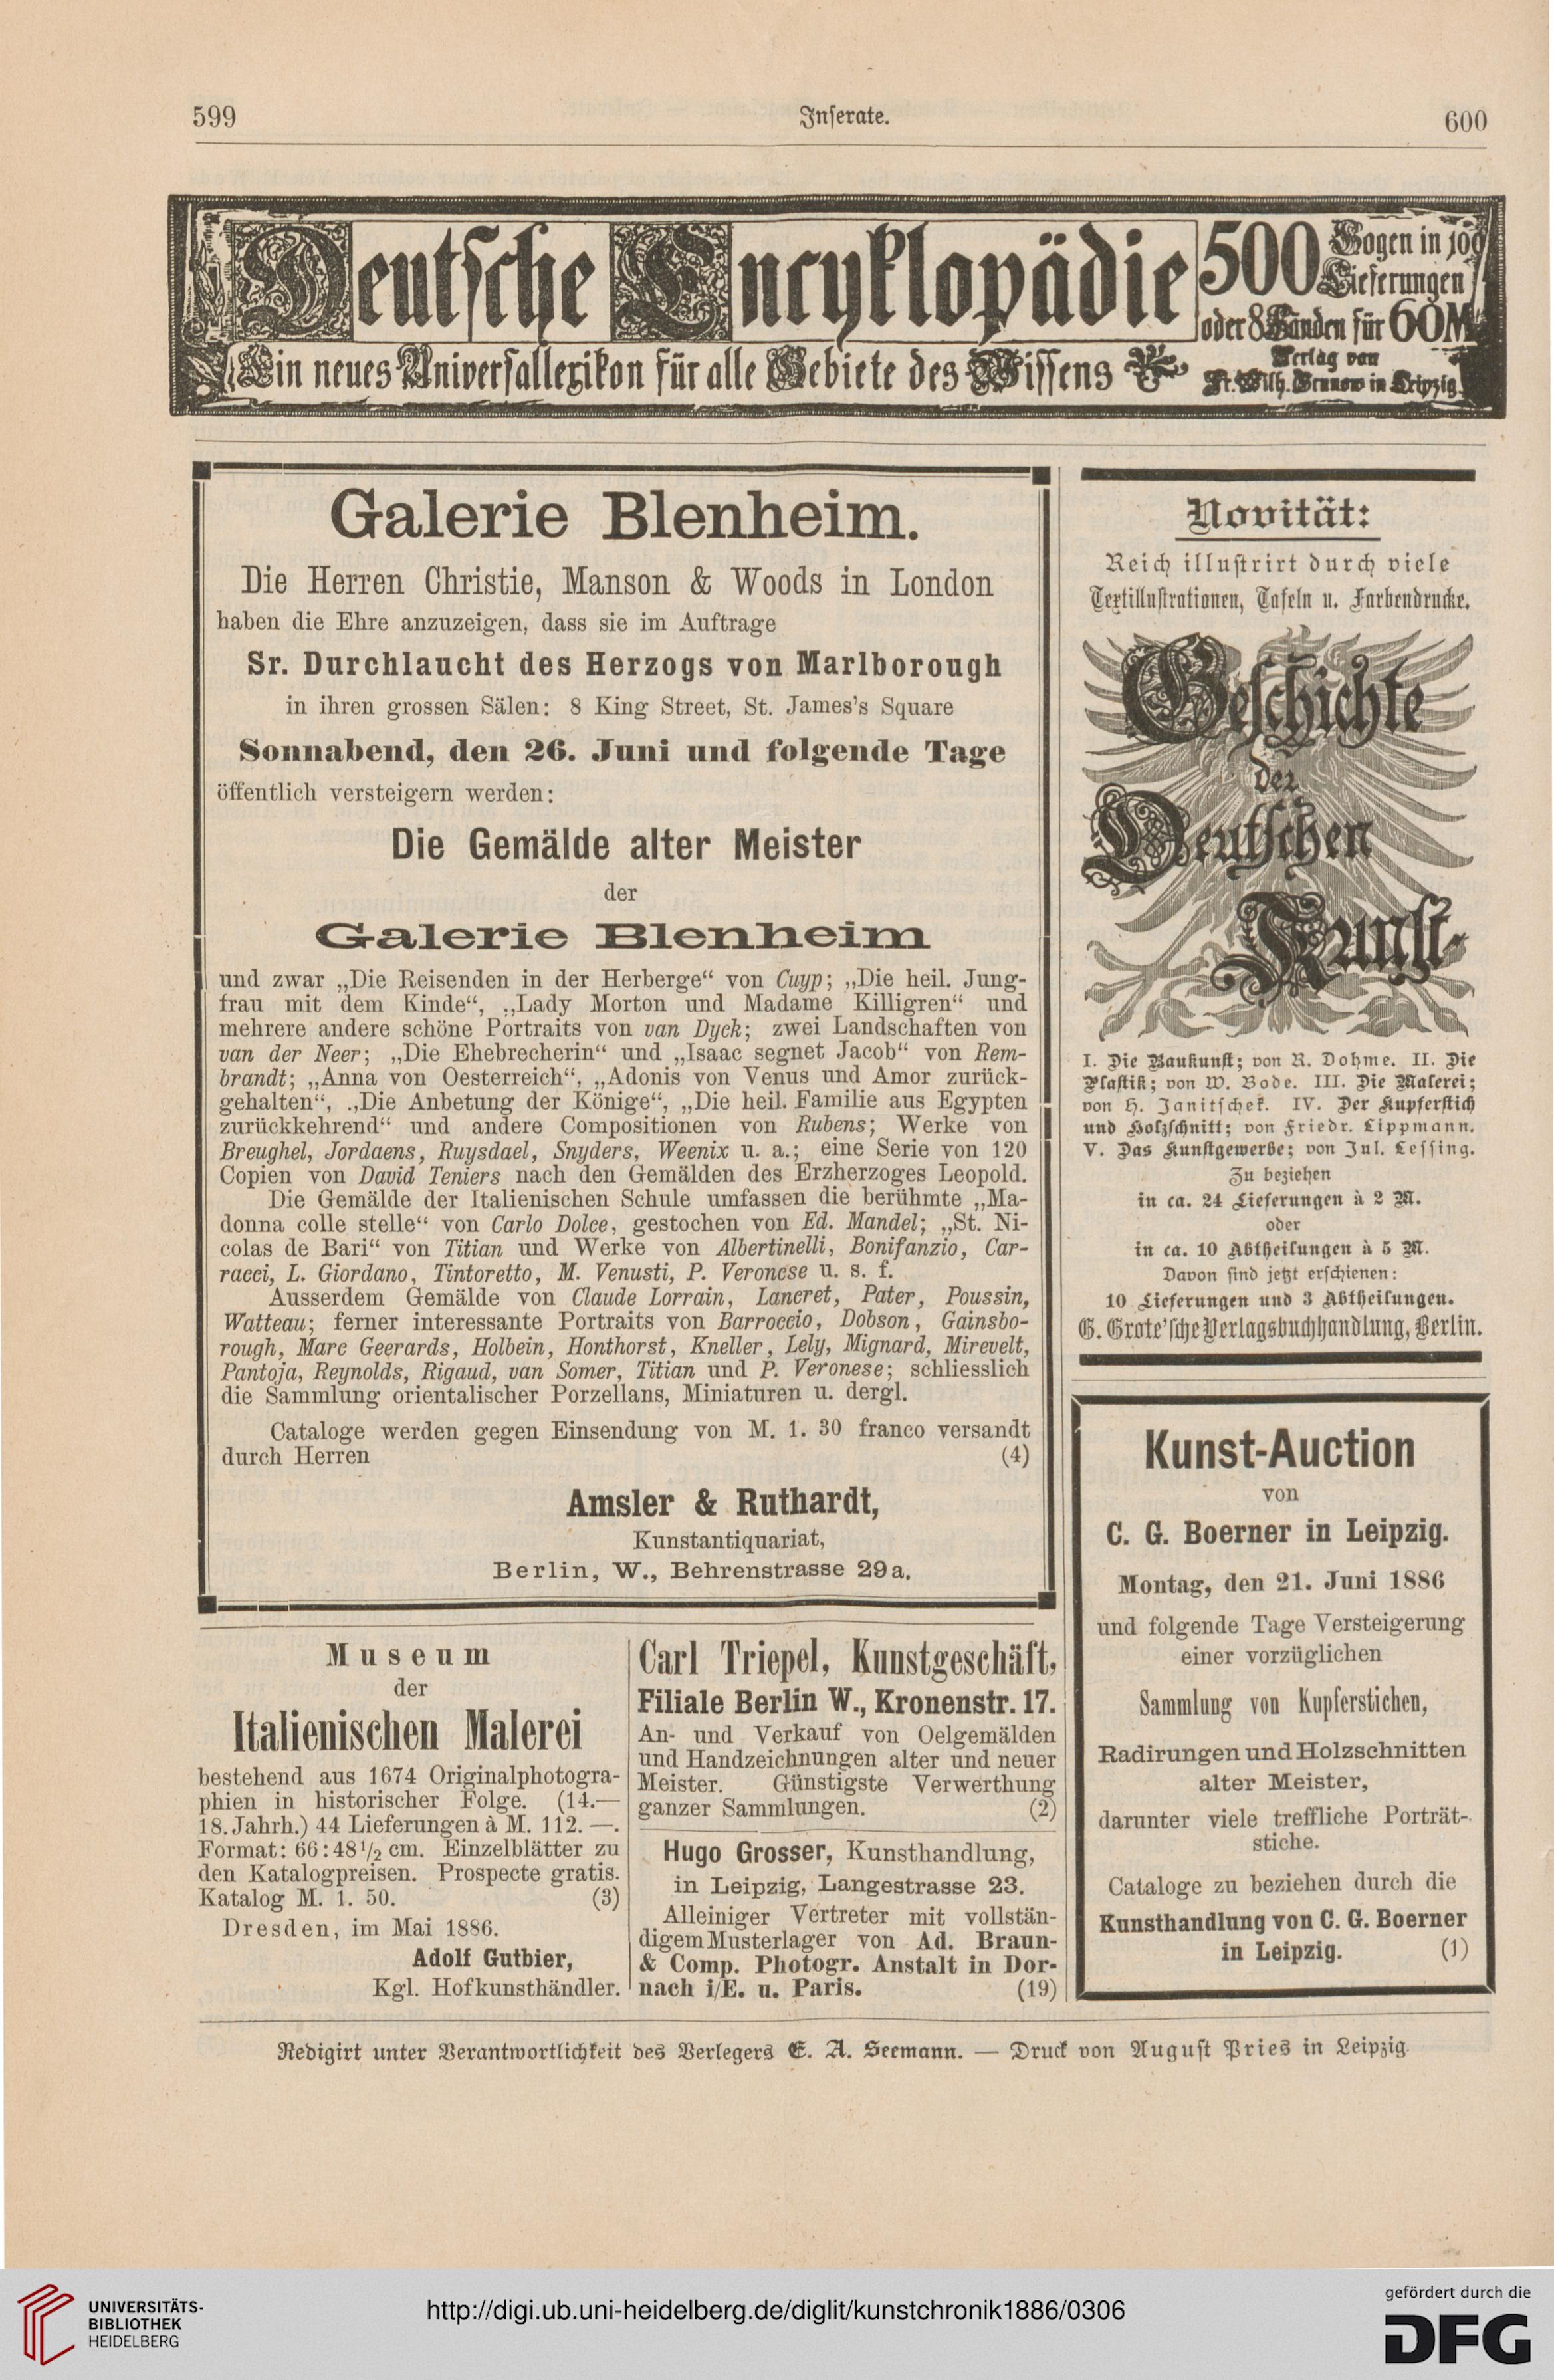 599
Inserate.
600
Deutsche Encyklopädie
500 Bogen in 100
Lieferungen
oder 8 Bänden für 60 M
Ein neues Universallexikon für alle Gebiete des Wissens
Verlag von
Fr. Wilh. Grunow in Leipzig.
Galerie Blenheim.
Die Herren Christie, Manson & Woods in London
haben die Ehre anzuzeigen, dass sie im Auftrage
Sr. Durchlaucht des Herzogs von Marlborough
in ihren grossen Sälen: 8 King Street, St. James's Square
Sonnabend, den 26. Juni und folgende Tage
öffentlich versteigern werden:
Die Gemälde alter Meister
der
Galerie Blenheim
und zwar „Die Reisenden in der Herberge“ von Cuyp; „Die heil. Jung-
frau mit dem Kinde“, „Lady Morton und Madame Killigren“ und
mehrere andere schöne Portraits von van Dyck; zwei Landschaften von
van der Neer; „Die Ehebrecherin“ und „Isaac segnet Jacob“ von Rem-
brandt; „Anna von Oesterreich“, „Adonis von Venus und Amor zurück-
gehalten“, „Die Anbetung der Könige“, „Die heil. Familie aus Egypten
zurückkehrend“ und andere Compositionen von Rubens; Werke von
Breughel, Jordaens, Ruysdael, Snyders, Weenix u. a.; eine Serie von 120
Copien von David Teniers nach den Gemälden des Erzherzoges Leopold.
Die Gemälde der Italienischen Schule umfassen die berühmte „Ma-
donna colle stelle“ von Carlo Dolce, gestochen von Ed. Mandel; „St. Ni-
colas de Bari“ von Titian und Werke von Albertinelli, Bonifanzio, Car-
racci, L. Giordano, Tintoretto, M. Venusti, P. Veronese u. s. f.
Ausserdem Gemälde von Claude Lorrain, Lancret, Pater, Poussin,
Watteau; ferner interessante Portraits von Barroccio, Dobson, Gainsbo-
rough, Marc Geerards, Holbein, Honthorst, Kneller, Lely, Mignard, Mirevelt,
Pantoja, Reynolds, Rigaud, van Somer, Titian und P. Veronese; schliesslich
die Sammlung orientalischer Porzellans, Miniaturen u. dergl.
Cataloge werden gegen Einsendung von M. 1. 30 franco versandt
durch Herren (4)
Amsler & Ruthardt,
Kunstantiquariat,
Berlin, W., Behrenstrasse 29a.
Novität:
Reich illustrirt durch viele
Textillustrationen, Tafeln u. Farbendrucke.
Geschichte
der
Deutschen
Kunst.
I. Die Baukunst; von R. Dohme. II. Die
Plastik; von W. Bode. III. Die Malerei;
von H. Janitschek. IV. Der Kupferstich
und Holzschnitt; von Friedr. Lippmann.
V. Das Kunstgewerbe; von Jul. Lessing.
Zu beziehen
in ca. 24 Lieferungen à 2 M.
oder
in ca. 10 Abtheilungen à 5 M.
Davon sind jetzt erschienen:
10 Lieferungen und 3 Abtheilungen.
G. Grote'sche Verlagsbuchhandlung, Berlin.
Kunst-Auction
von
C. G. Boerner in Leipzig.
Montag, den 21. Juni 1886
und folgende Tage Versteigerung
einer vorzüglichen
Sammlung von Kupferstichen,
Radirungen und Holzschnitten
alter Meister,
darunter viele treffliche Porträt-
stiche.
Cataloge zu beziehen durch die
Kunsthandlung von C. G. Boerner
in Leipzig. (1)
Museum
der
Italienischen Malerei
bestehend aus 1674 Originalphotogra-
phien in historischer Folge. (14.—
18. Jahrh.) 44 Lieferungen à M. 112. —.
Format: 66:48½ cm. Einzelblätter zu
den Katalogpreisen. Prospecte gratis.
Katalog M. 1. 50. (3)
Dresden, im Mai 1886.
Adolf Gutbier,
Kgl. Hofkunsthändler.
Carl Triepel, Kunstgeschäft,
Filiale Berlin W., Kronenstr. 17.
An- und Verkauf von Oelgemälden
und Handzeichnungen alter und neuer
Meister. Günstigste Verwerthung
ganzer Sammlungen. (2)
Hugo Grosser, Kunsthandlung,
in Leipzig, Langestrasse 23.
Alleiniger Vertreter mit vollstän-
digem Musterlager von Ad. Braun-
& Comp. Photogr. Anstalt in Dor-
nach i/E. u. Paris. (19)
Redigirt unter Verantwortlichkeit des Verlegers E. A. Seemann. — Druck von August Pries in Leipzig.
UNIVERSITÄTS-
BIBLIOTHEK
HEIDELBERG
http://digi.ub.uni-heidelberg.de/diglit/kunstchronik1886/0306
gefördert durch die
DFG